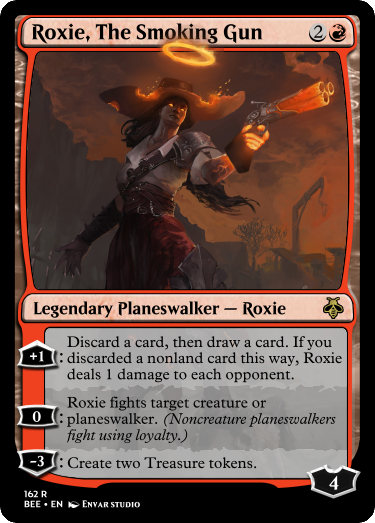 Roxie, The Smoking Gun 2
Legendary Planeswalker — Roxie
+1: Discard a card, then draw a card. If you
discarded a nonland card this way, Roxie
deals 1 damage to each opponent.
0: Roxie fights target creature or
planeswalker. (Noncreature planeswalkers
fight using loyalty.)
-3: Create two Treasure tokens.
4
162 R
BEE • EN ENVAR STUDIO